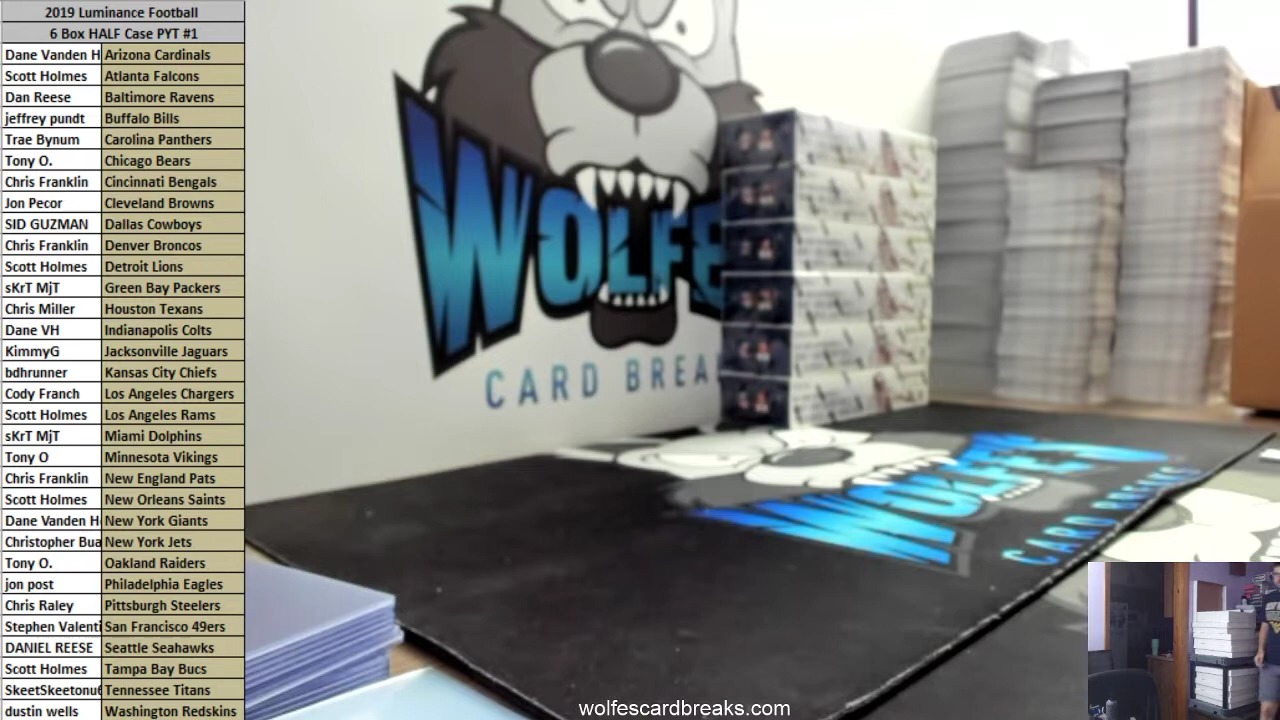 2019 Luminance Football
6 Box HALF Case PYT #1
Dane Vanden H Arizona Cardinals
Scott Holmes Atlanta Falcons
Dan Reese Baltimore Ravens
jeffrey pundt Buffalo Bills
Trae Bynum Carolina Panthers
Tony O. Chicago Bears
Chris Franklin Cincinnati Bengals
Jon Pecor Cleveland Browns
SID GUZMAN Dallas Cowboys
Chris Franklin Denver Broncos
Scott Holmes Detroit Lions
sKrT MjT Green Bay Packers
Chris Miller Houston Texans
Dane VH Indianapolis Colts
KimmyG Jacksonville Jaguars
bdhrunner Kansas City Chiefs
Cody Franch Los Angeles Chargers
Scott Holmes Los Angeles Rams
sKrT MjT Miami Dolphins
Tony O Minnesota Vikings
Chris Franklin New England Pats
Scott Holmes New Orleans Saints
Dane Vanden H New York Giants
Christopher Bua New York Jets
Tony O. Oakland Raiders
jon post Philadelphia Eagles
Chris Raley Pittsburgh Steelers
Stephen Valenti San Francisco 49ers
DANIEL REESE Seattle Seahawks
Scott Holmes Tampa Bay Bucs
SkeetSkeetonu Tennessee Titans
dustin wells Washington Redskins
WOLFE
CARD BREA
WOLFE'S
CARD BREAKS
wolfescardbreaks.com